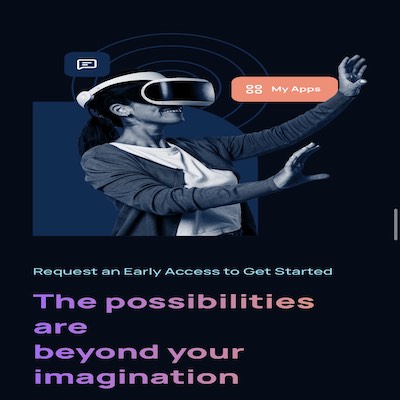 My Apps
Request an Early Access to Get Started
The possibilities
are
beyond your
imagination